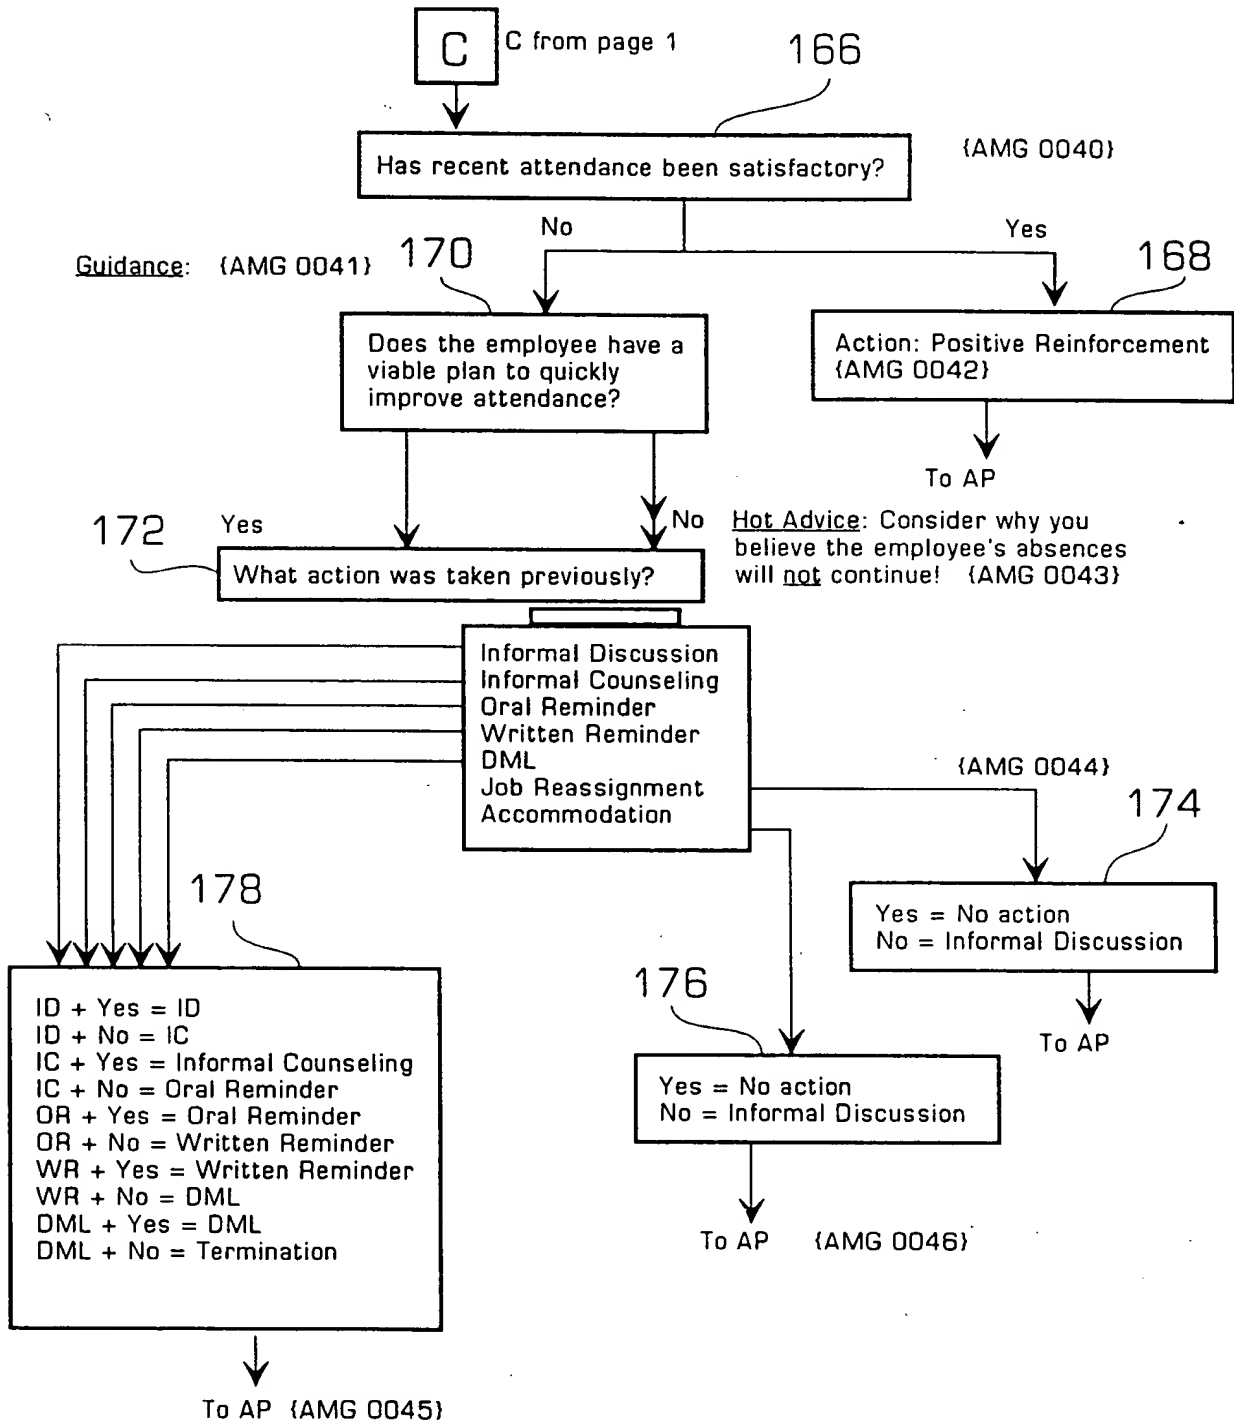 C
C from page 1
166
Has recent attendance been satisfactory?
{AMG 0040}
No
Yes
Guidance: {AMG 0041}
170
168
Does the employee have a
viable plan to quickly
improve attendance?
Action: Positive Reinforcement
{AMG 0042}
To AP
172
Yes
No
Hot Advice: Consider why you
believe the employee's absences
will not continue! {AMG 0043}
What action was taken previously?
Informal Discussion
Informal Counseling
Oral Reminder
Written Reminder
DML
Job Reassignment
Accommodation
{AMG 0044}
174
Yes = No action
No = Informal Discussion
To AP
178
ID + Yes = ID
ID + No = IC
IC + Yes = Informal Counseling
IC + No = Oral Reminder
OR + Yes = Oral Reminder
OR + No = Written Reminder
WR + Yes = Written Reminder
WR + No = DML
DML + Yes = DML
DML + No = Termination
176
Yes = No action
No = Informal Discussion
To AP {AMG 0046}
To AP {AMG 0045}